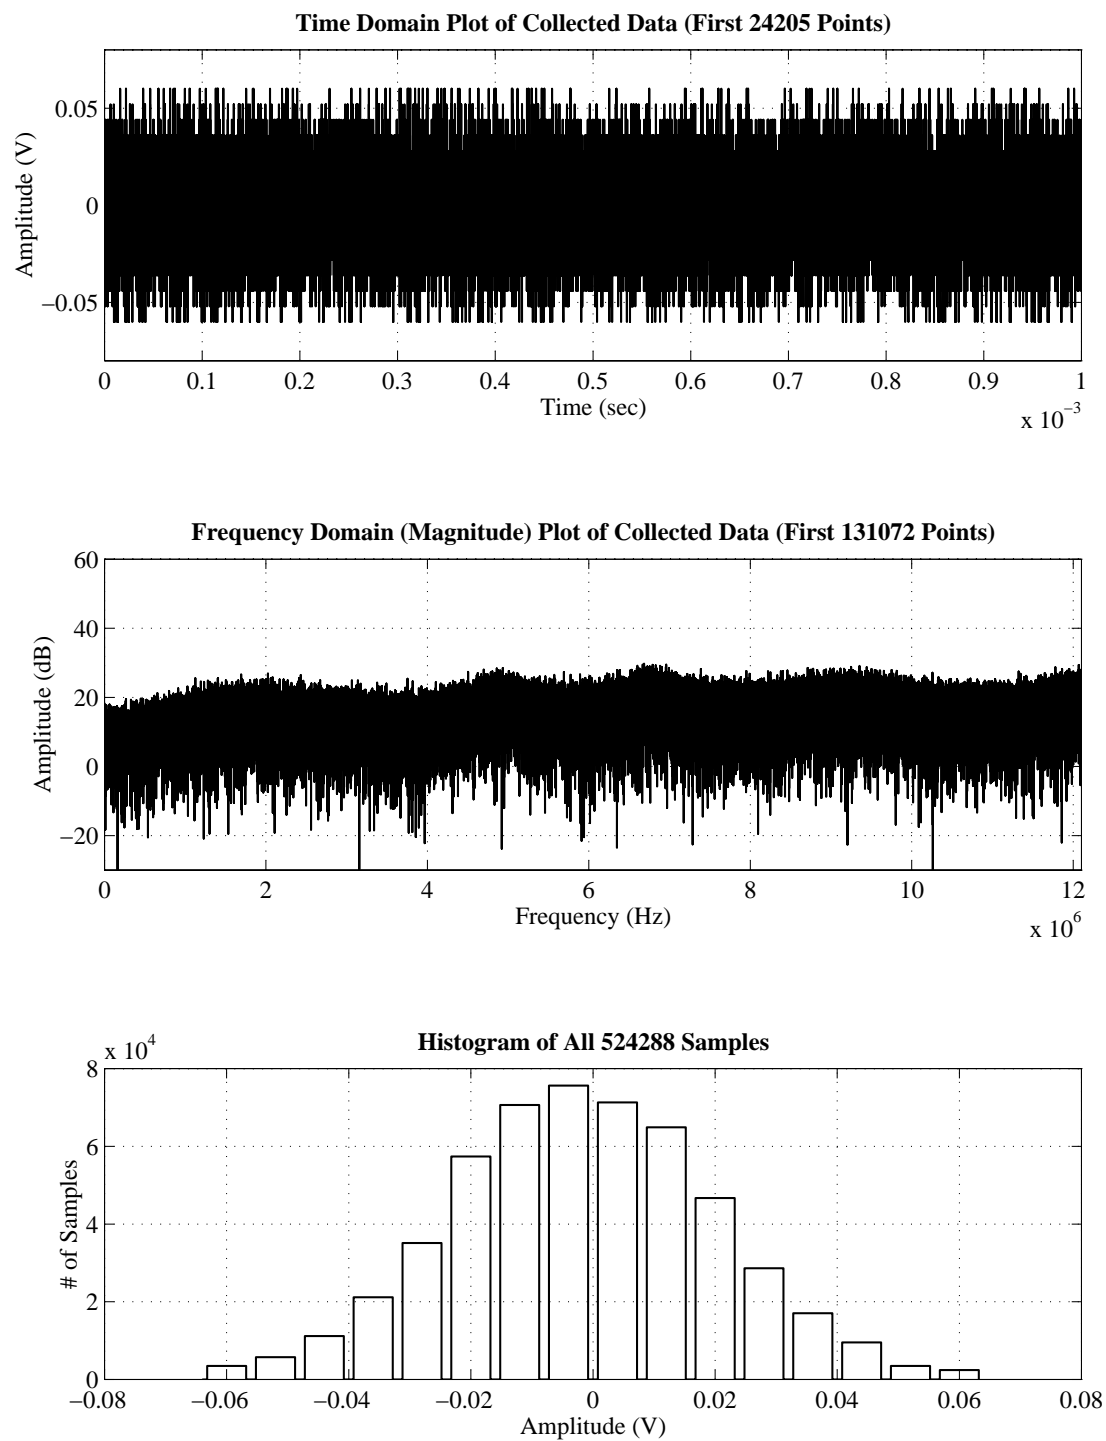 Time Domain Plot of Collected Data (First 24205 Points)
0.05
0
−0.05
Amplitude (V)
0 0.1 0.2 0.3 0.4 0.5 0.6 0.7 0.8 0.9 1
Time (sec)
x 10−3
Frequency Domain (Magnitude) Plot of Collected Data (First 131072 Points)
60
40
20
0
−20
Amplitude (dB)
0 2 4 6 8 10 12
Frequency (Hz)
x 106
Histogram of All 524288 Samples
x 104
8
6
4
2
0
# of Samples
−0.08 −0.06 −0.04 −0.02 0 0.02 0.04 0.06 0.08
Amplitude (V)